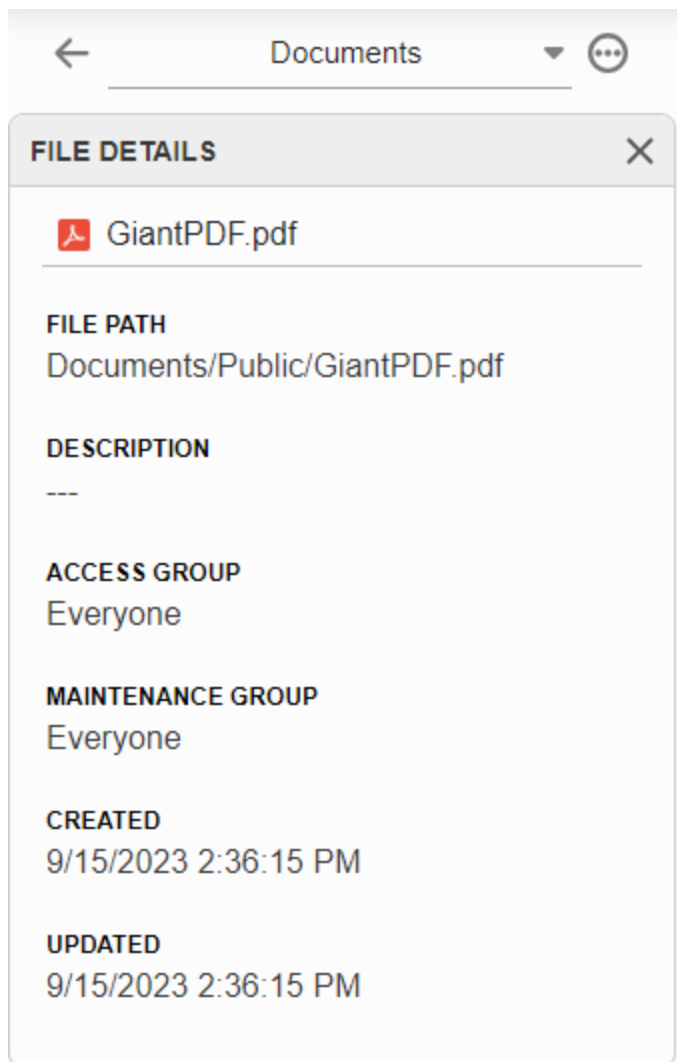 Documents
FILE DETAILS
GiantPDF.pdf
FILE PATH
Documents/Public/GiantPDF.pdf
DESCRIPTION
---
ACCESS GROUP
Everyone
MAINTENANCE GROUP
Everyone
CREATED
9/15/2023 2:36:15 PM
UPDATED
9/15/2023 2:36:15 PM